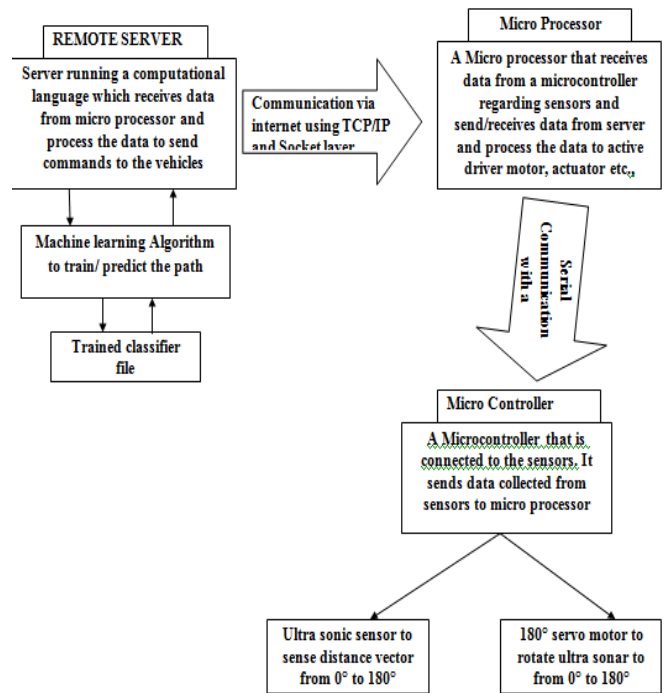 REMOTE SERVER
Server running a computational
language which receives data
from micro processor and
process the data to send
commands to the vehicles
Machine learning Algorithm
to train/ predict the path
Trained classifier
file
Communication via
internet using TCP/IP
and Socket layer
Micro Processor
A Micro processor that receives
data from a microcontroller
regarding sensors and
send/receives data from server
and process the data to active
driver motor, actuator etc.,
Serial
Communication
with a
Micro Controller
A Microcontroller that is
connected to the sensors. It
sends data collected from
sensors to micro processor
Ultra sonic sensor to
sense distance vector
from 0° to 180°
180° servo motor to
rotate ultra sonar to
from 0° to 180°